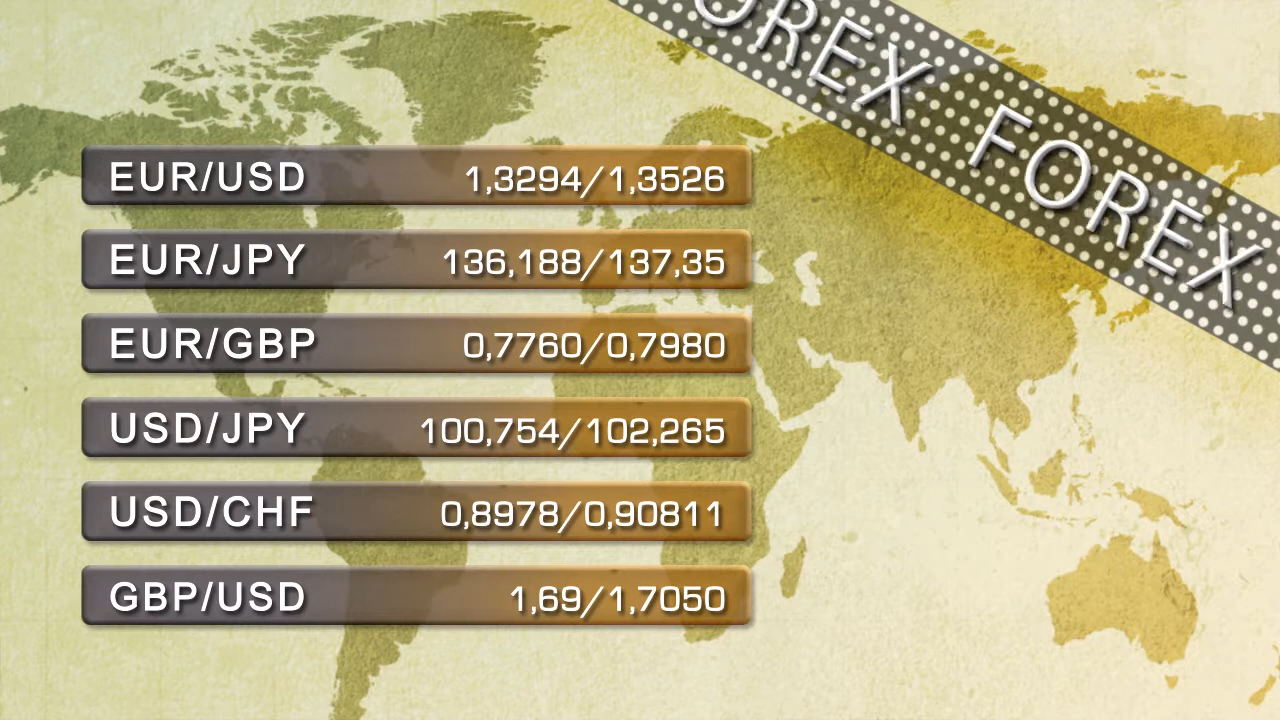 OREX FOREX
EUR/USD 1,3294/1,3526
EUR/JPY 136,188/137,35
EUR/GBP 0,7760/0,7980
USD/JPY 100,754/102,265
USD/CHF 0,8978/0,90811
GBP/USD 1,69/1,7050